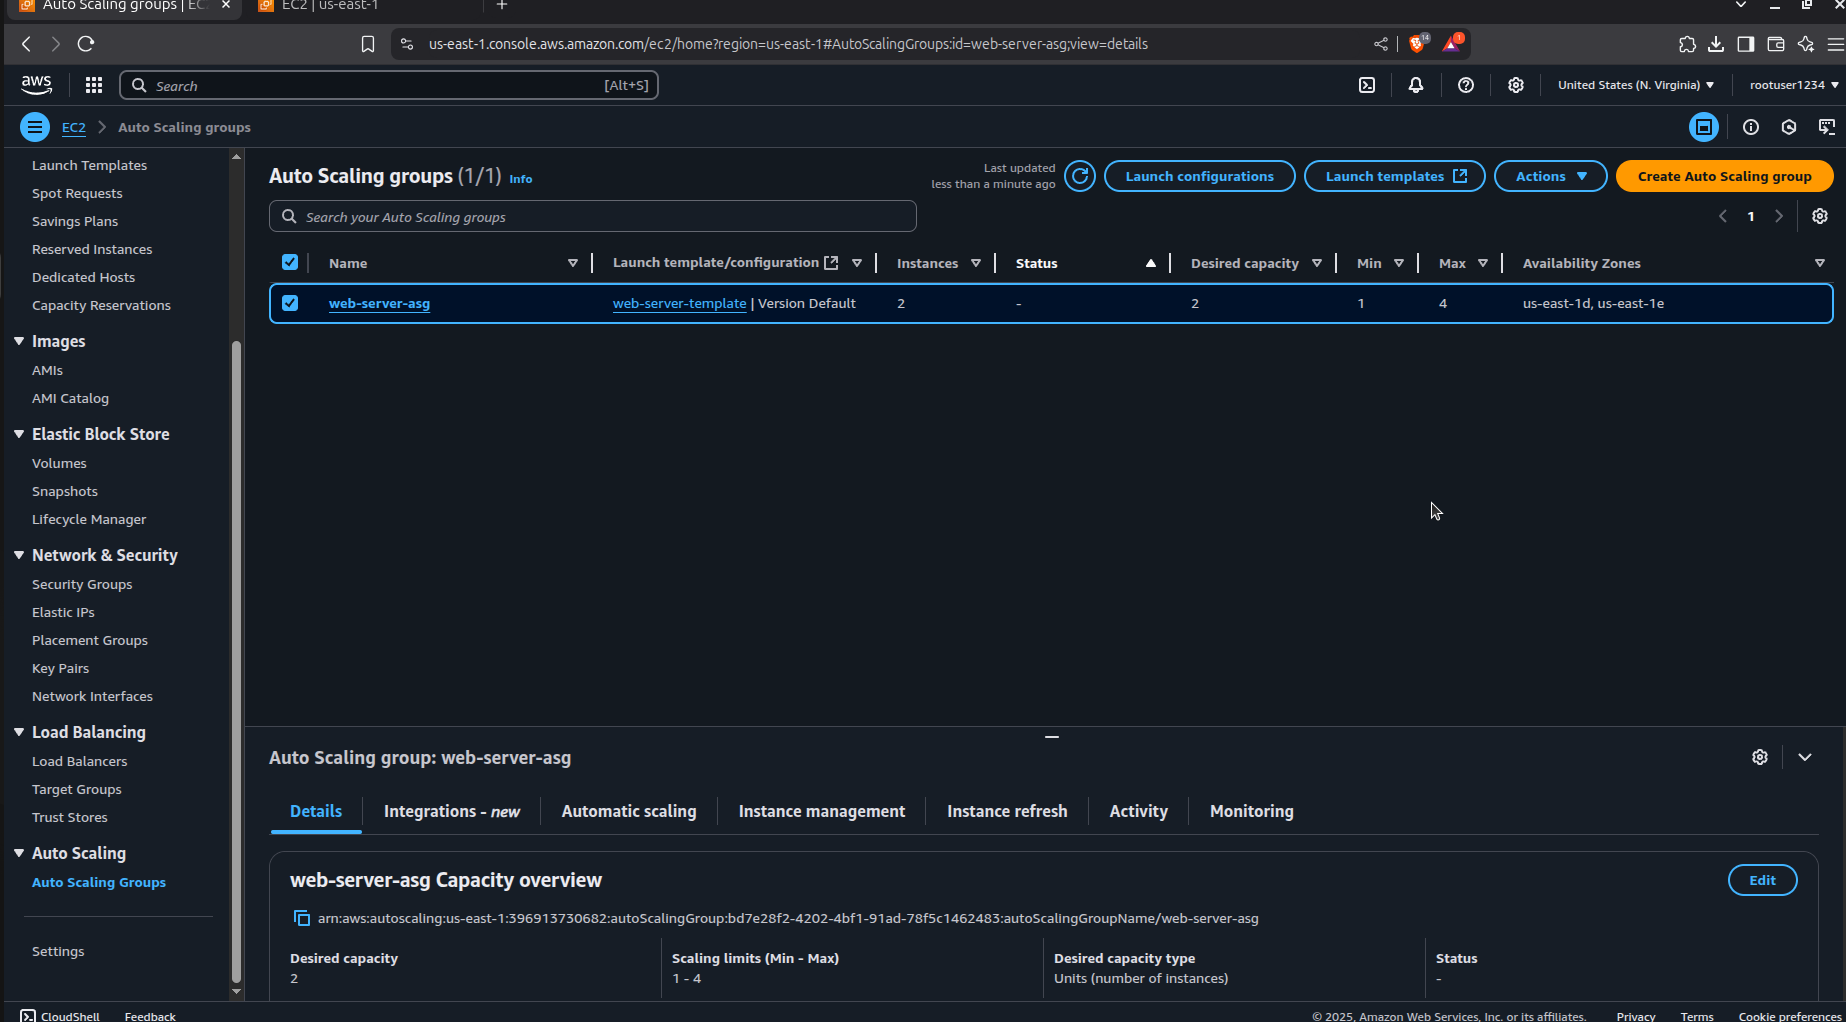 Auto Scaling groups | EC
EC2 | us-east-1
us-east-1.console.aws.amazon.com/ec2/home?region=us-east-1#AutoScalingGroups:id=web-server-asg;view=details
14
1
aws
Search
[Alt+S]
United States (N. Virginia)
rootuser1234
EC2
Auto Scaling groups
Launch Templates
Spot Requests
Savings Plans
Reserved Instances
Dedicated Hosts
Capacity Reservations
Images
AMIs
AMI Catalog
Elastic Block Store
Volumes
Snapshots
Lifecycle Manager
Network & Security
Security Groups
Elastic IPs
Placement Groups
Key Pairs
Network Interfaces
Load Balancing
Load Balancers
Target Groups
Trust Stores
Auto Scaling
Auto Scaling Groups
Settings
Auto Scaling groups (1/1) Info
Last updated
less than a minute ago
Launch configurations
Launch templates
Actions
Create Auto Scaling group
Search your Auto Scaling groups
1
Name Launch template/configuration Instances Status Desired capacity Min Max Availability Zones
web-server-asg web-server-template | Version Default 2 - 2 1 4 us-east-1d, us-east-1e
Auto Scaling group: web-server-asg
Details Integrations - new Automatic scaling Instance management Instance refresh Activity Monitoring
web-server-asg Capacity overview
Edit
arn:aws:autoscaling:us-east-1:396913730682:autoScalingGroup:bd7e28f2-4202-4bf1-91ad-78f5c1462483:autoScalingGroupName/web-server-asg
Desired capacity
2
Scaling limits (Min - Max)
1 - 4
Desired capacity type
Units (number of instances)
Status
-
CloudShell Feedback
© 2025, Amazon Web Services, Inc. or its affiliates. Privacy Terms Cookie preferences